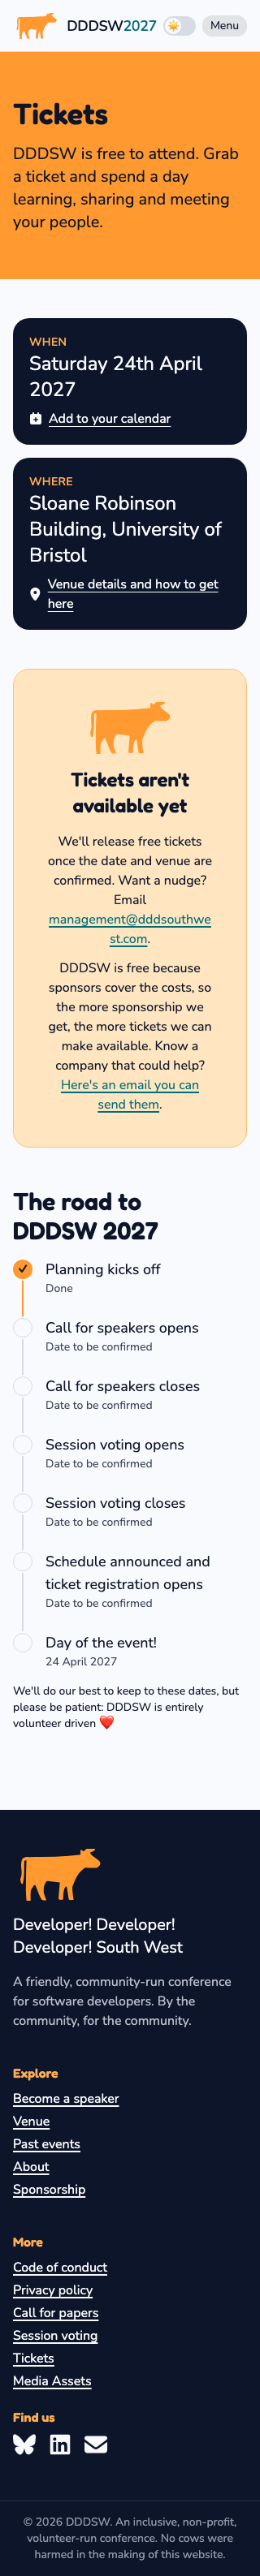 DDDSW2027
Menu
Tickets
DDDSW is free to attend. Grab
a ticket and spend a day
learning, sharing and meeting
your people.
WHEN
Saturday 24th April
2027
Add to your calendar
WHERE
Sloane Robinson
Building, University of
Bristol
Venue details and how to get
here
Tickets aren't
available yet
We'll release free tickets
once the date and venue are
confirmed. Want a nudge?
Email
management@dddsouthwe
st.com.
DDDSW is free because
sponsors cover the costs, so
the more sponsorship we
get, the more tickets we can
make available. Know a
company that could help?
Here's an email you can
send them.
The road to
DDDSW 2027
Planning kicks off
Done
Call for speakers opens
Date to be confirmed
Call for speakers closes
Date to be confirmed
Session voting opens
Date to be confirmed
Session voting closes
Date to be confirmed
Schedule announced and
ticket registration opens
Date to be confirmed
Day of the event!
24 April 2027
We'll do our best to keep to these dates, but
please be patient: DDDSW is entirely
volunteer driven ❤️
Developer! Developer!
Developer! South West
A friendly, community-run conference
for software developers. By the
community, for the community.
Explore
Become a speaker
Venue
Past events
About
Sponsorship
More
Code of conduct
Privacy policy
Call for papers
Session voting
Tickets
Media Assets
Find us
© 2026 DDDSW. An inclusive, non-profit,
volunteer-run conference. No cows were
harmed in the making of this website.